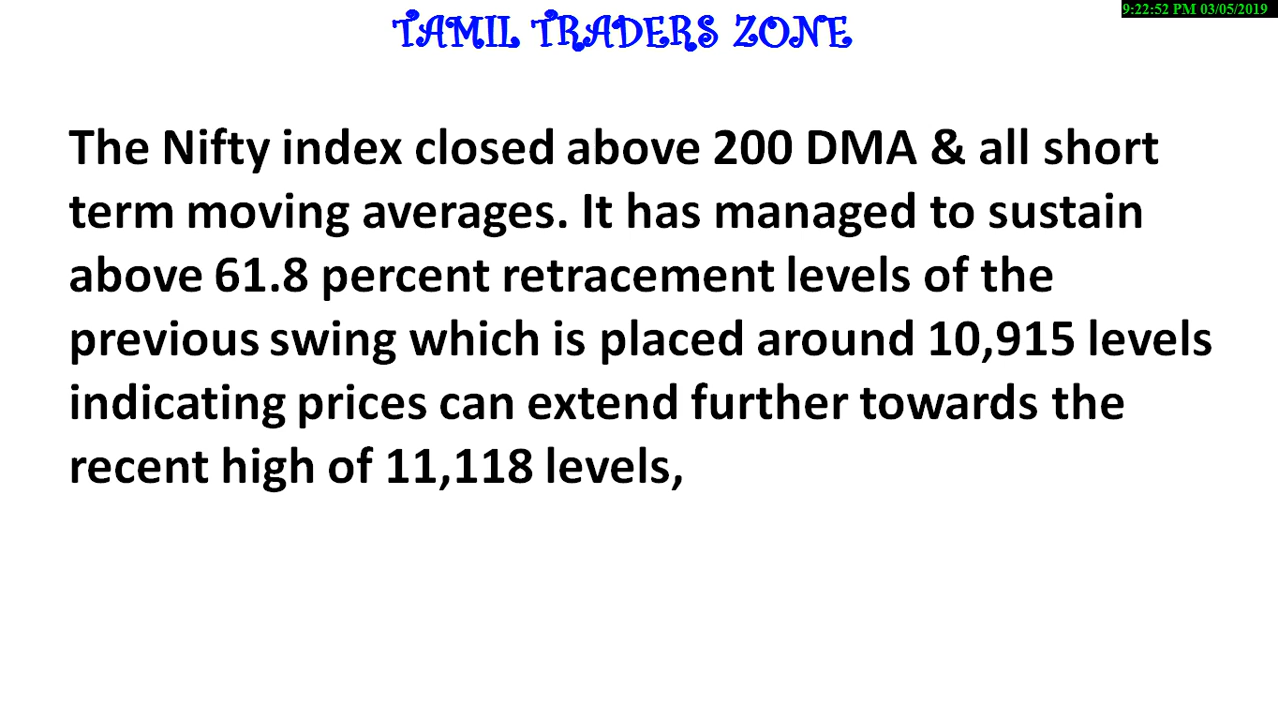 9:22:52 PM 03/05/2019
TAMIL TRADERS ZONE
The Nifty index closed above 200 DMA & all short
term moving averages. It has managed to sustain
above 61.8 percent retracement levels of the
previous swing which is placed around 10,915 levels
indicating prices can extend further towards the
recent high of 11,118 levels,